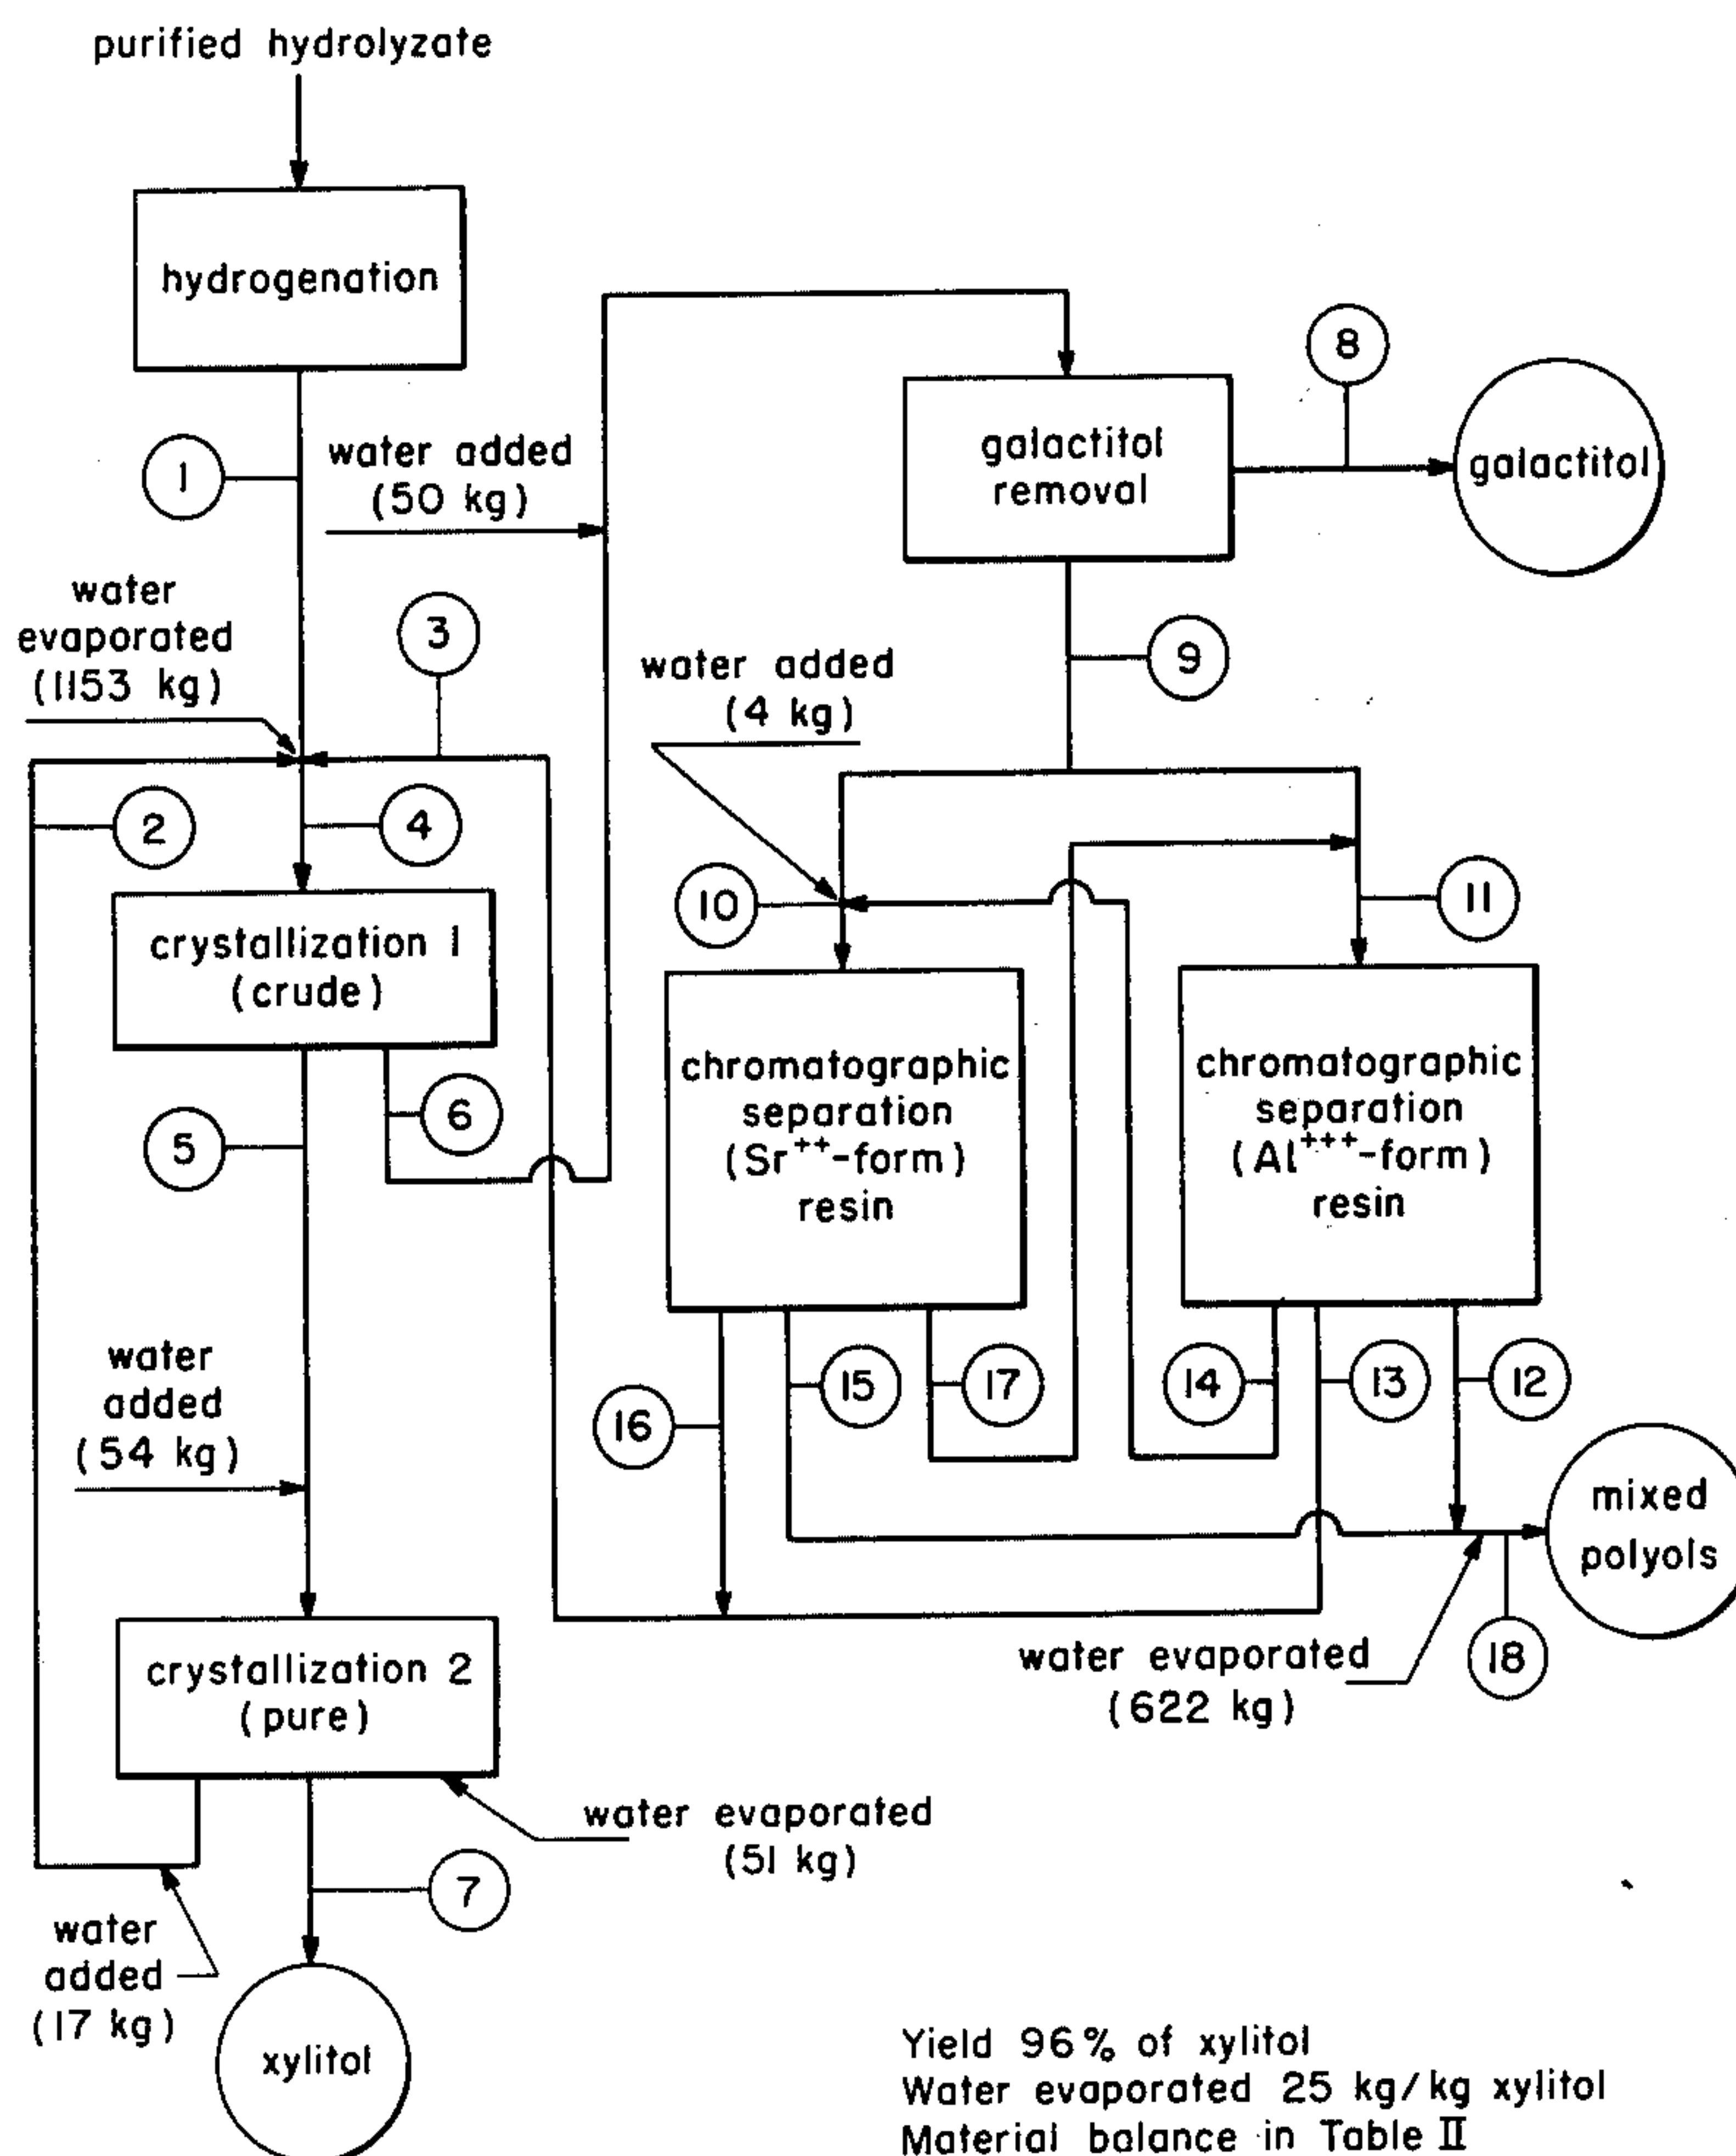 purified hydrolyzate
hydrogenation
1
water added
(50 kg)
galactitol
removal
8
galactitol
water
evaporated
(1153 kg)
3
9
water added
(4 kg)
2
4
10
11
crystallization 1
(crude)
5
6
chromatographic
separation
(Sr++-form)
resin
chromatographic
separation
(Al+++-form)
resin
water
added
(54 kg)
16
15
17
14
13
12
mixed
polyols
crystallization 2
(pure)
water evaporated
(622 kg)
18
water evaporated
(51 kg)
7
water
added
(17 kg)
xylitol
Yield 96% of xylitol
Water evaporated 25 kg/kg xylitol
Material balance in Table II